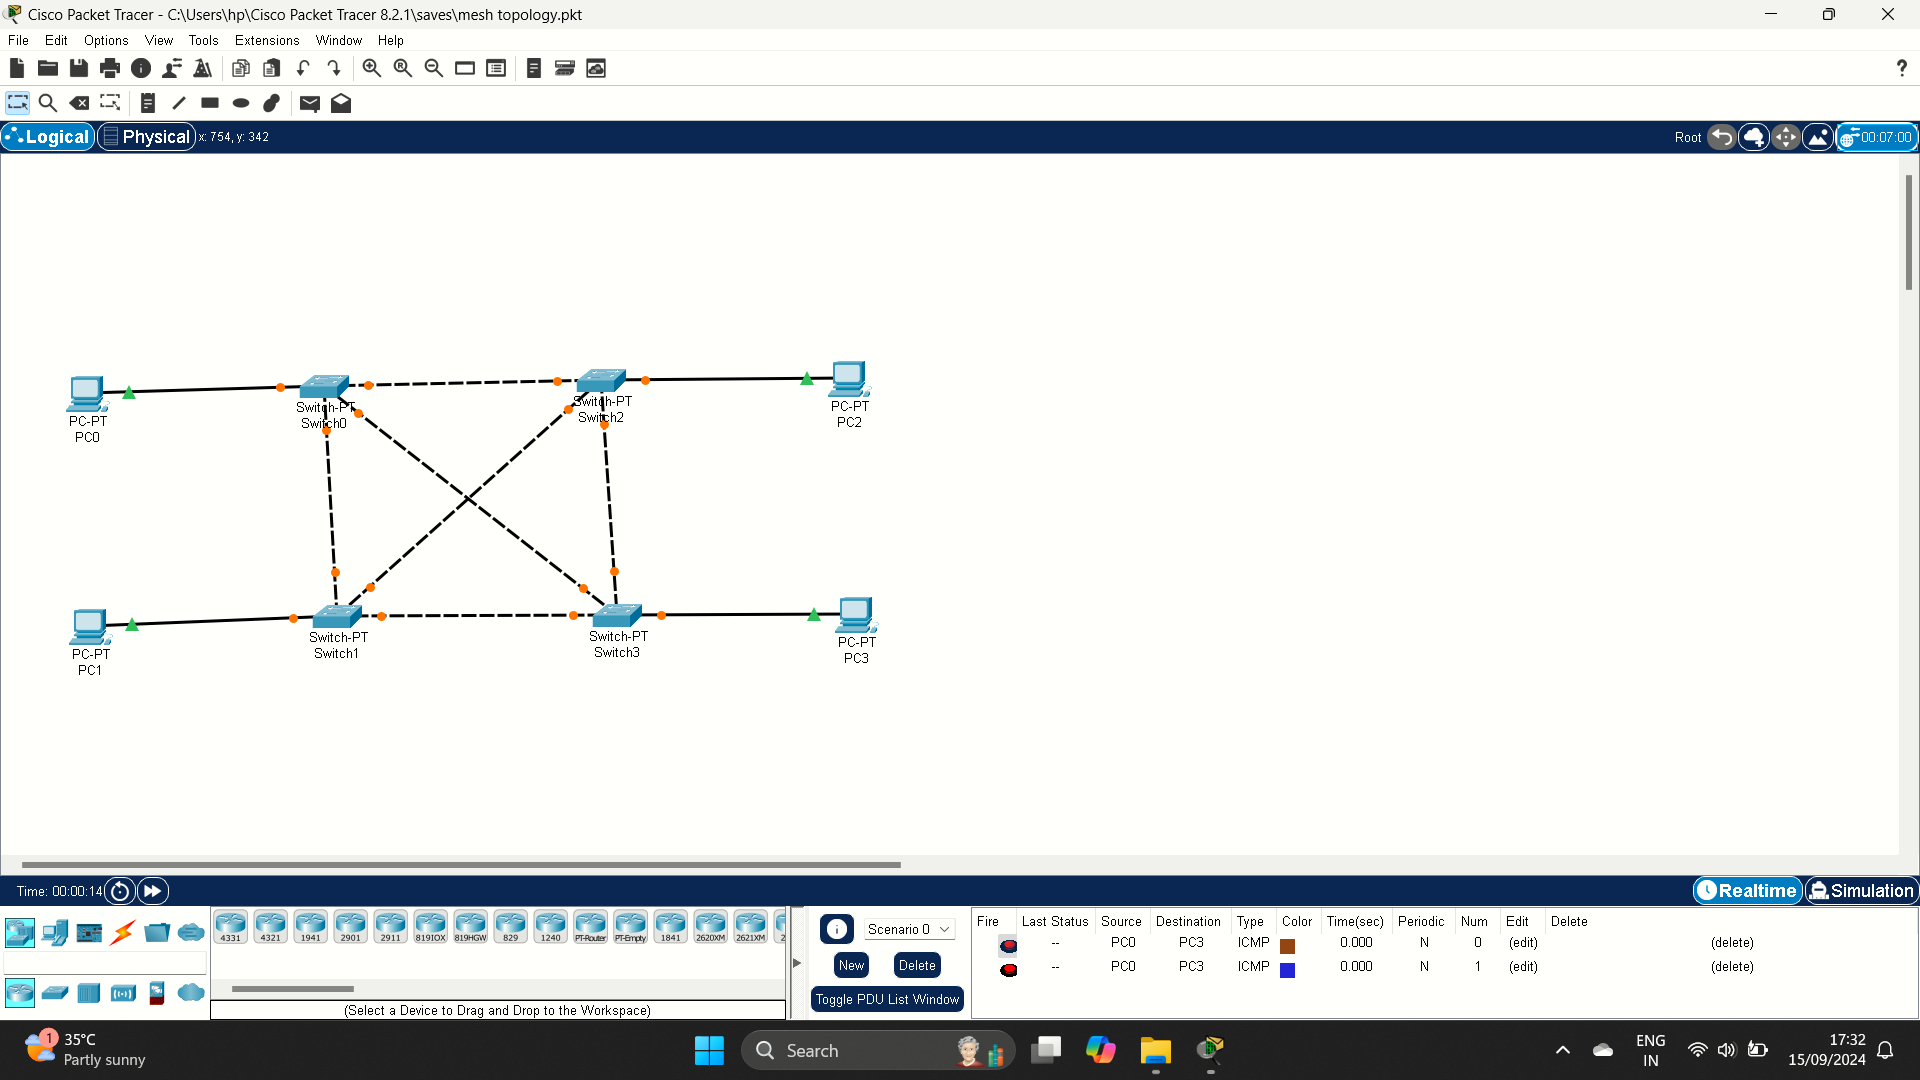 Cisco Packet Tracer - C:\Users\hp\Cisco Packet Tracer 8.2.1\saves\mesh topology.pkt
File Edit Options View Tools Extensions Window Help
?
Logical Physical x: 754, y: 342 Root 00:07:00
PC-PT
PC0
Switch-PT
Switch0
Switch-PT
Switch2
PC-PT
PC2
PC-PT
PC1
Switch-PT
Switch1
Switch-PT
Switch3
PC-PT
PC3
Time: 00:00:14 Realtime Simulation
4331 4321 1941 2901 2911 819IOX 819HGW 829 1240 PT-Router PT-Empty 1841 2620XM 2621XM 2
(Select a Device to Drag and Drop to the Workspace)
Scenario 0
New Delete
Toggle PDU List Window
Fire Last Status Source Destination Type Color Time(sec) Periodic Num Edit Delete
-- PC0 PC3 ICMP 0.000 N 0 (edit) (delete)
-- PC0 PC3 ICMP 0.000 N 1 (edit) (delete)
1
35°C
Partly sunny
Search
ENG
IN
17:32
15/09/2024